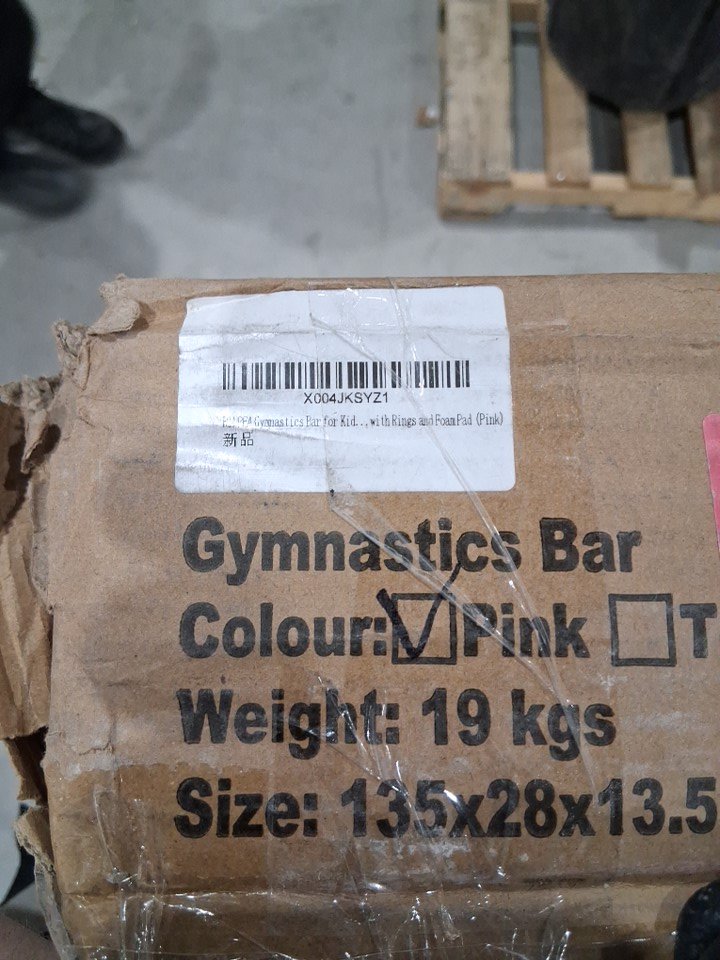 X004JKSYZ1
Gymnastics Bar for Kid..., with Rings and Foam Pad (Pink)
新品
Gymnastics Bar
Colour: Pink T
Weight: 19 kgs
Size: 135x28x13.5